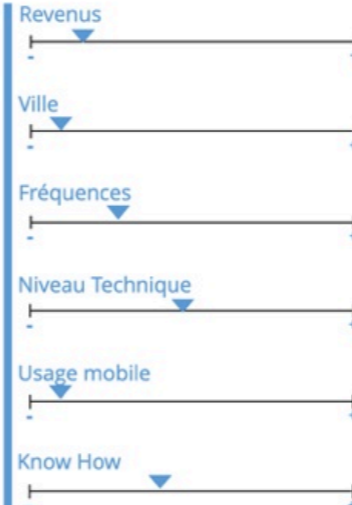 Revenus
-
Ville
-
Fréquences
-
Niveau Technique
-
Usage mobile
-
Know How